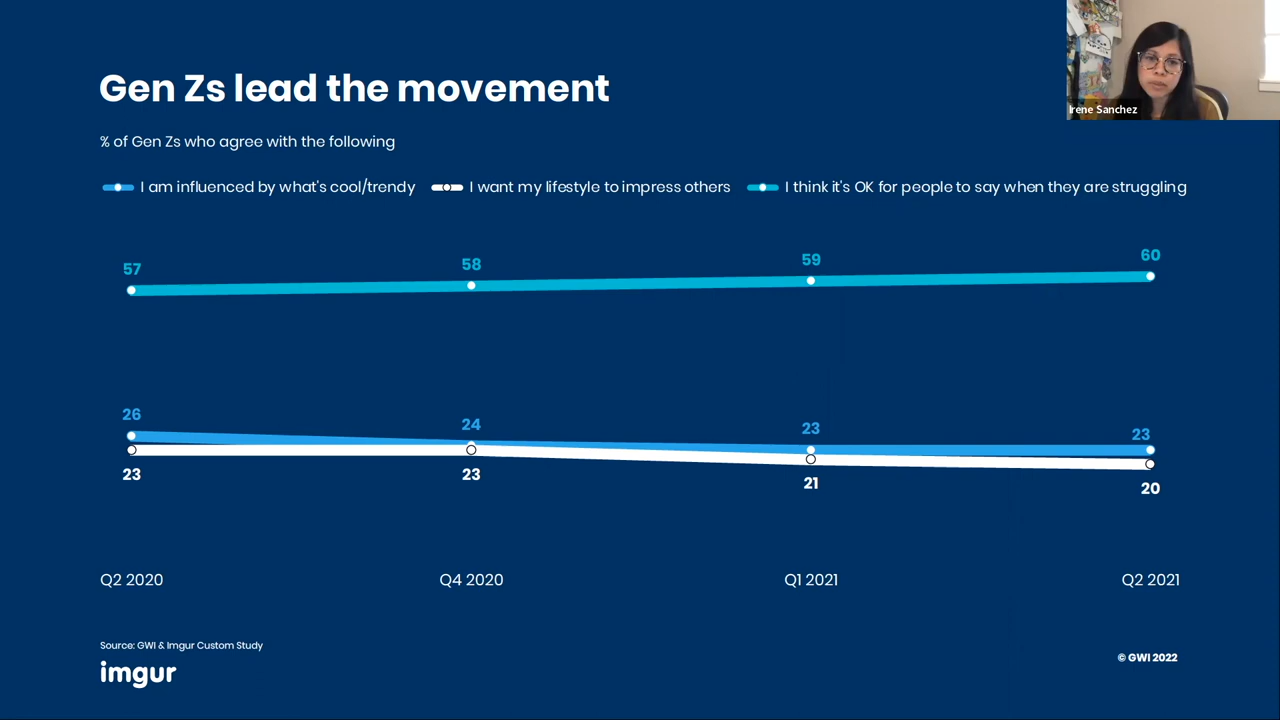 Gen Zs lead the movement
Irene Sanchez
% of Gen Zs who agree with the following
I am influenced by what's cool/trendy I want my lifestyle to impress others I think it's OK for people to say when they are struggling
57 58 59 60
26 24 23 23
23 23 21 20
Q2 2020 Q4 2020 Q1 2021 Q2 2021
Source: GWI & Imgur Custom Study
imgur
© GWI 2022